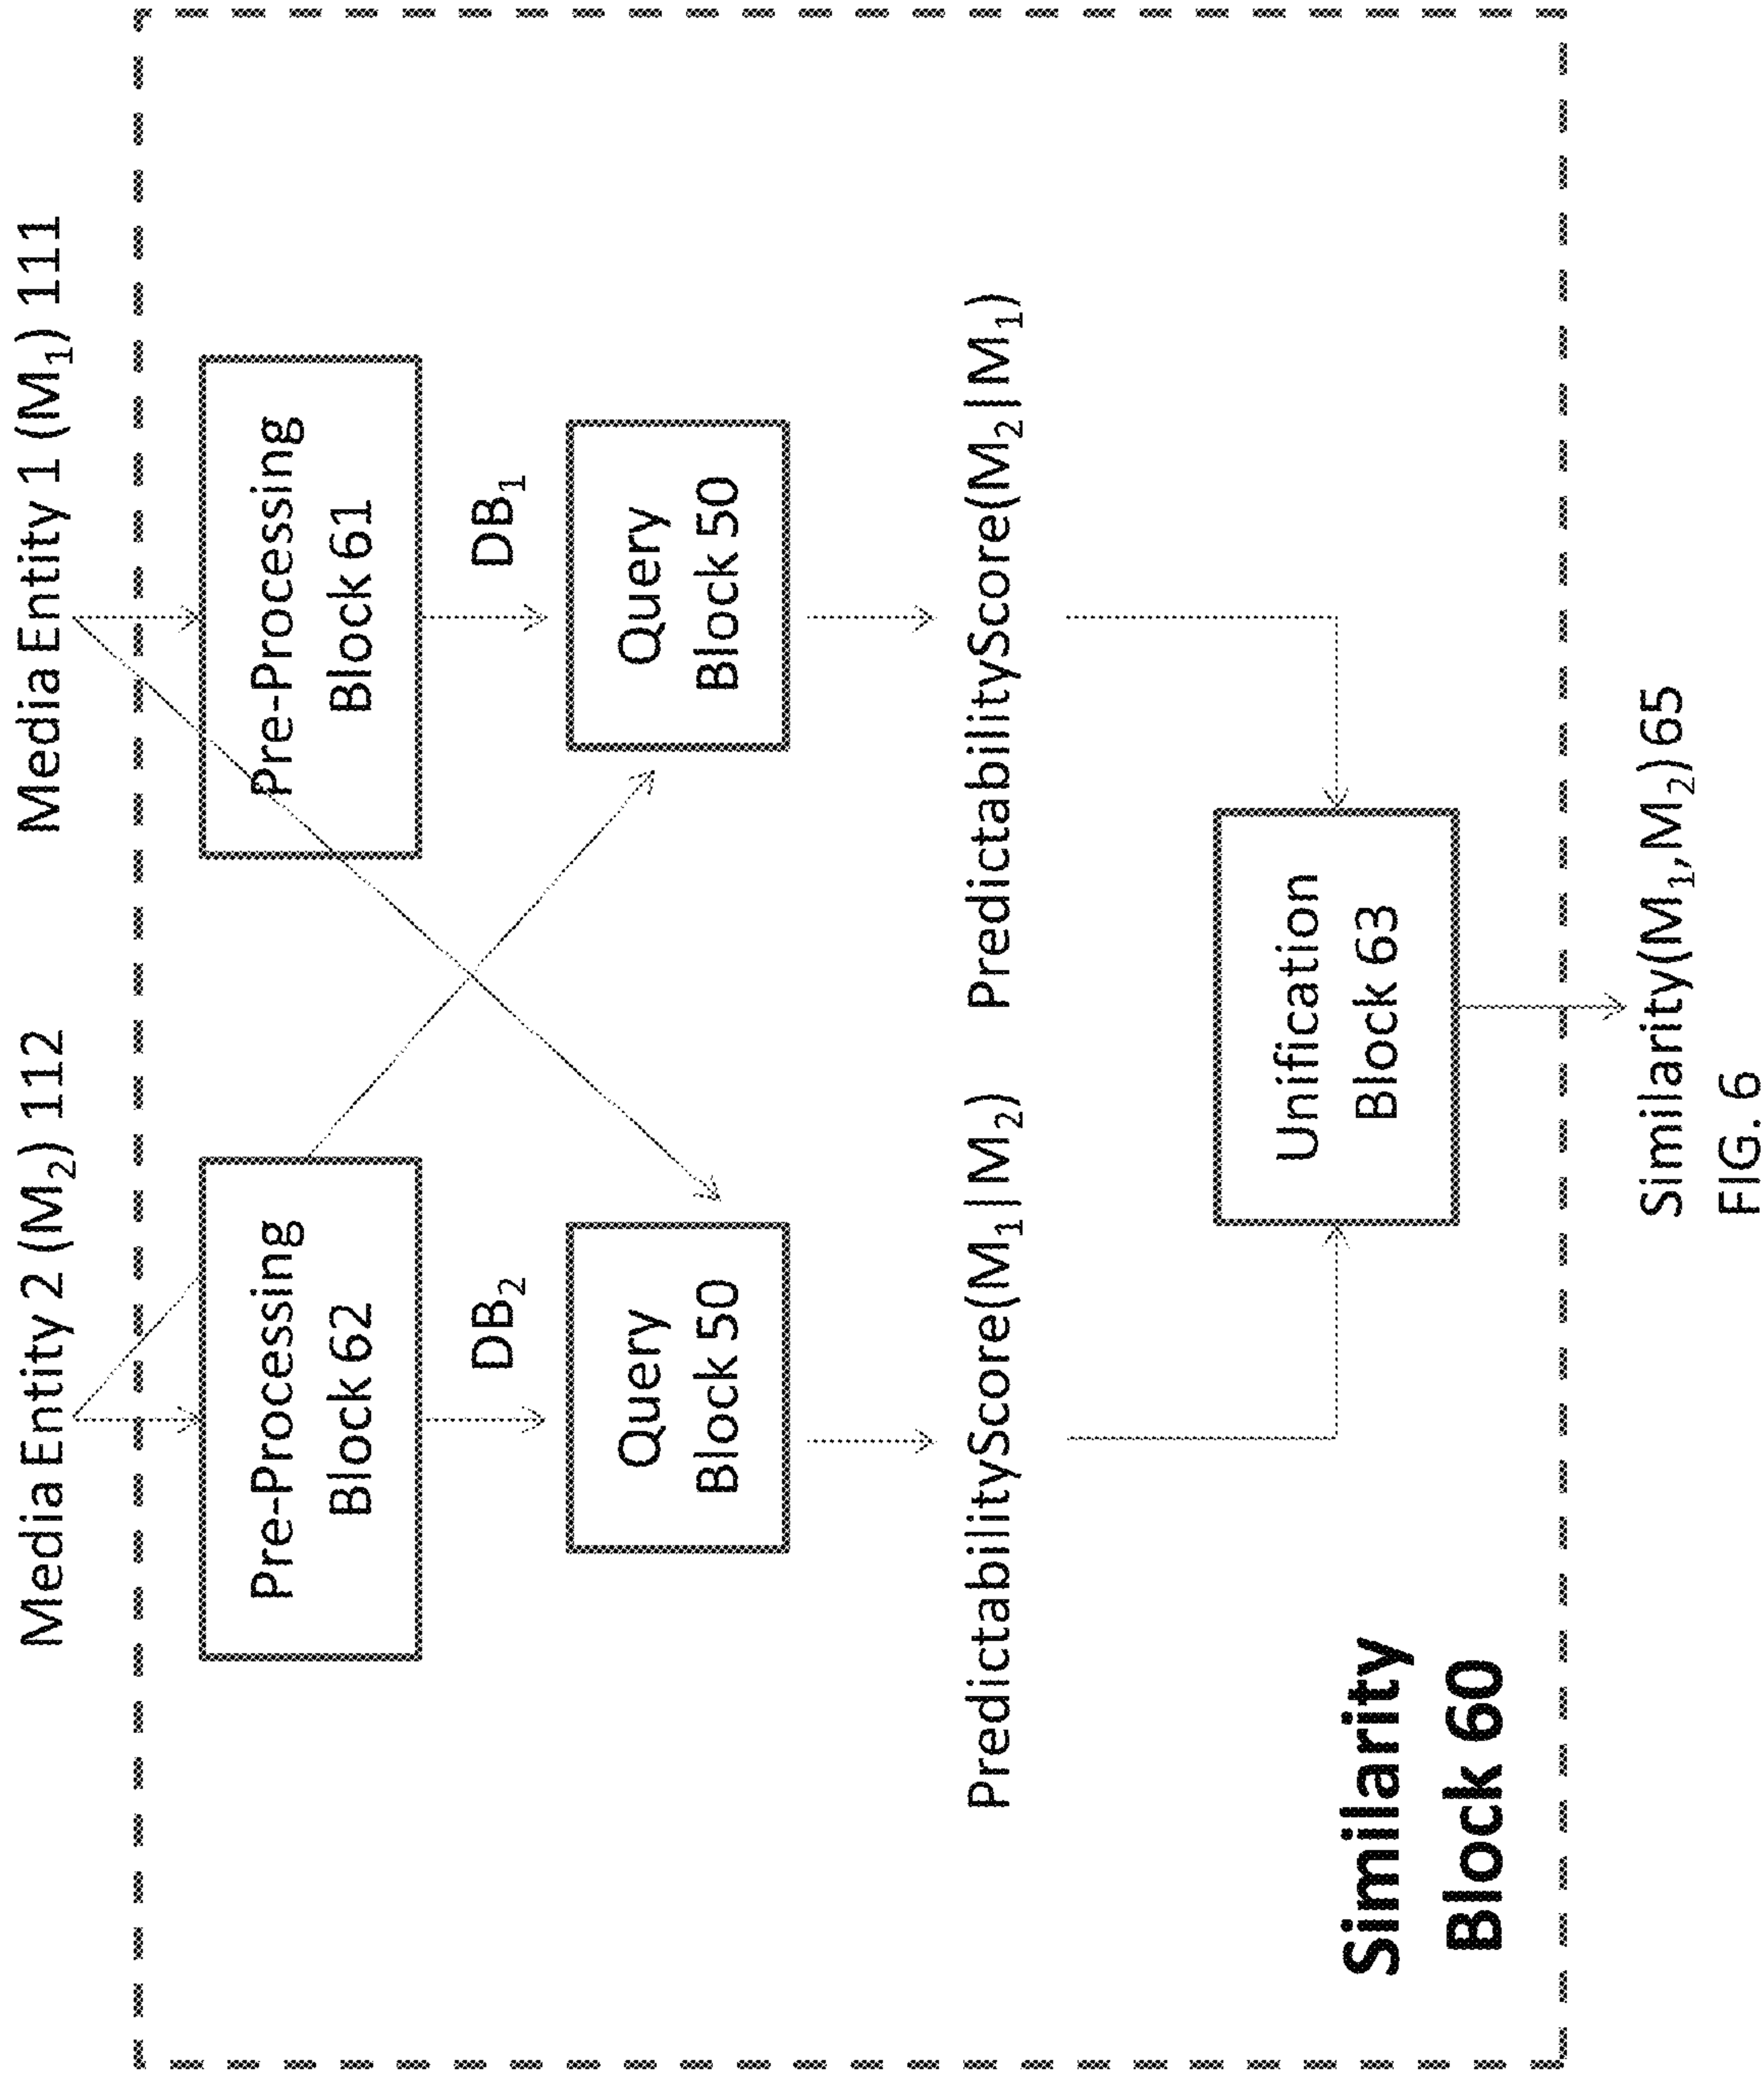 Media Entity 2 (M2) 112
Media Entity 1 (M1) 111
Pre-Processing
Block 62
Pre-Processing
Block 61
DB2
DB1
Query
Block 50
Query
Block 50
PredictabilityScore(M1|M2)
PredictabilityScore(M2|M1)
Unification
Block 63
Similarity
Block 60
Similarity(M1,M2) 65
FIG. 6